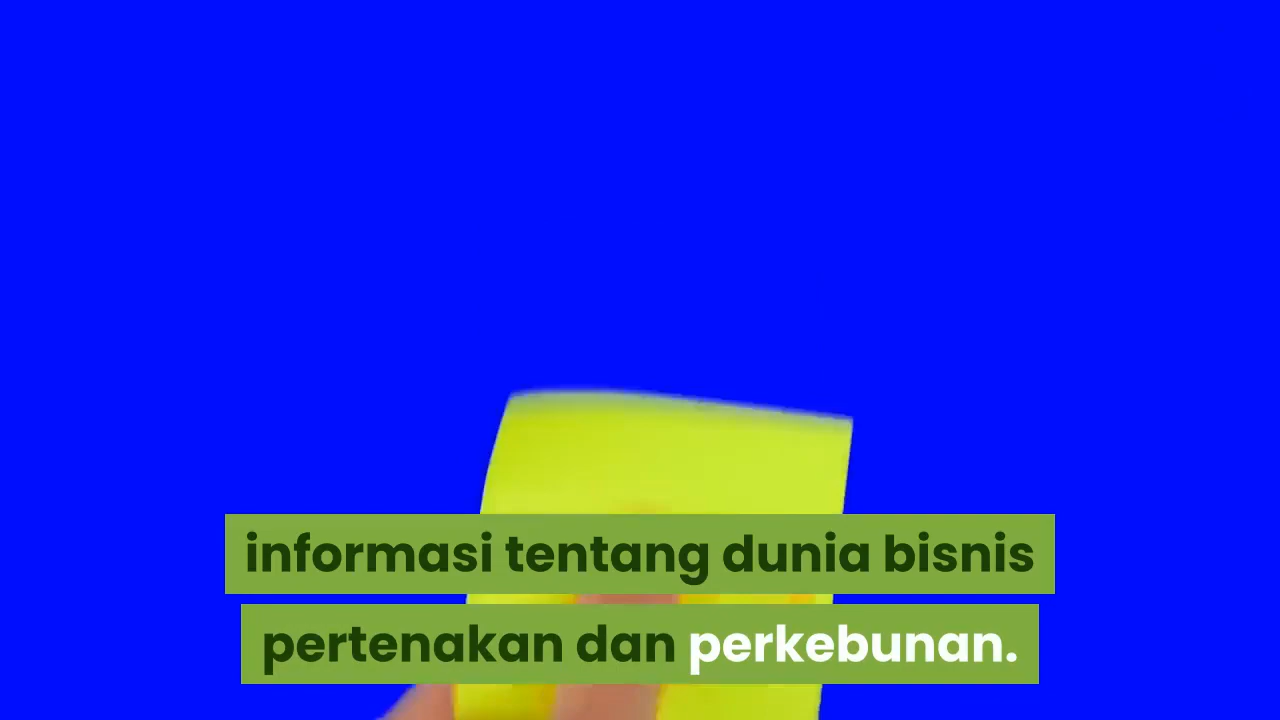 informasi tentang dunia bisnis
pertenakan dan perkebunan.